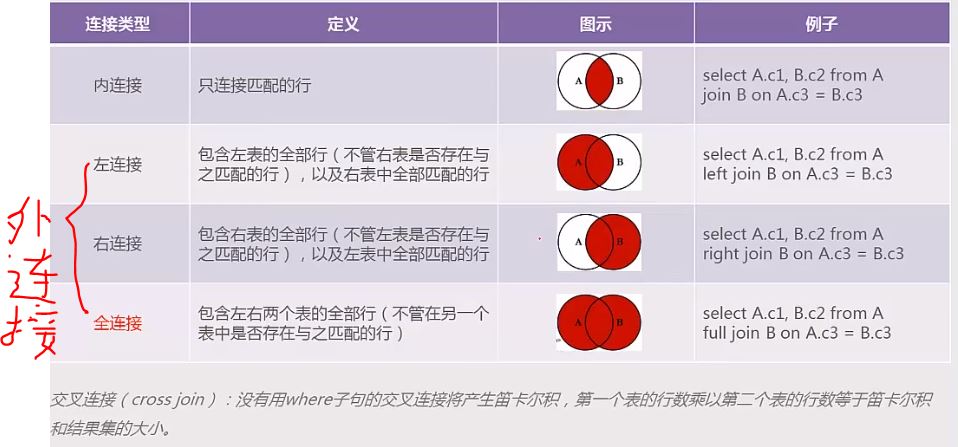 连接类型 定义 图示 例子
内连接 只连接匹配的行 A B select A.c1, B.c2 from A
join B on A.c3 = B.c3
左连接 包含左表的全部行（不管右表是否存在与
之匹配的行），以及右表中全部匹配的行
A B
select A.c1, B.c2 from A
left join B on A.c3 = B.c3
外连接
右连接 包含右表的全部行（不管左表是否存在与
之匹配的行），以及左表中全部匹配的行
A B
select A.c1, B.c2 from A
right join B on A.c3 = B.c3
全连接 包含左右两个表的全部行（不管在另一个
表中是否存在与之匹配的行）
A B
select A.c1, B.c2 from A
full join B on A.c3 = B.c3
交叉连接（cross join）：没有用where子句的交叉连接将产生笛卡尔积，第一个表的行数乘以第二个表的行数等于笛卡尔积
和结果集的大小。